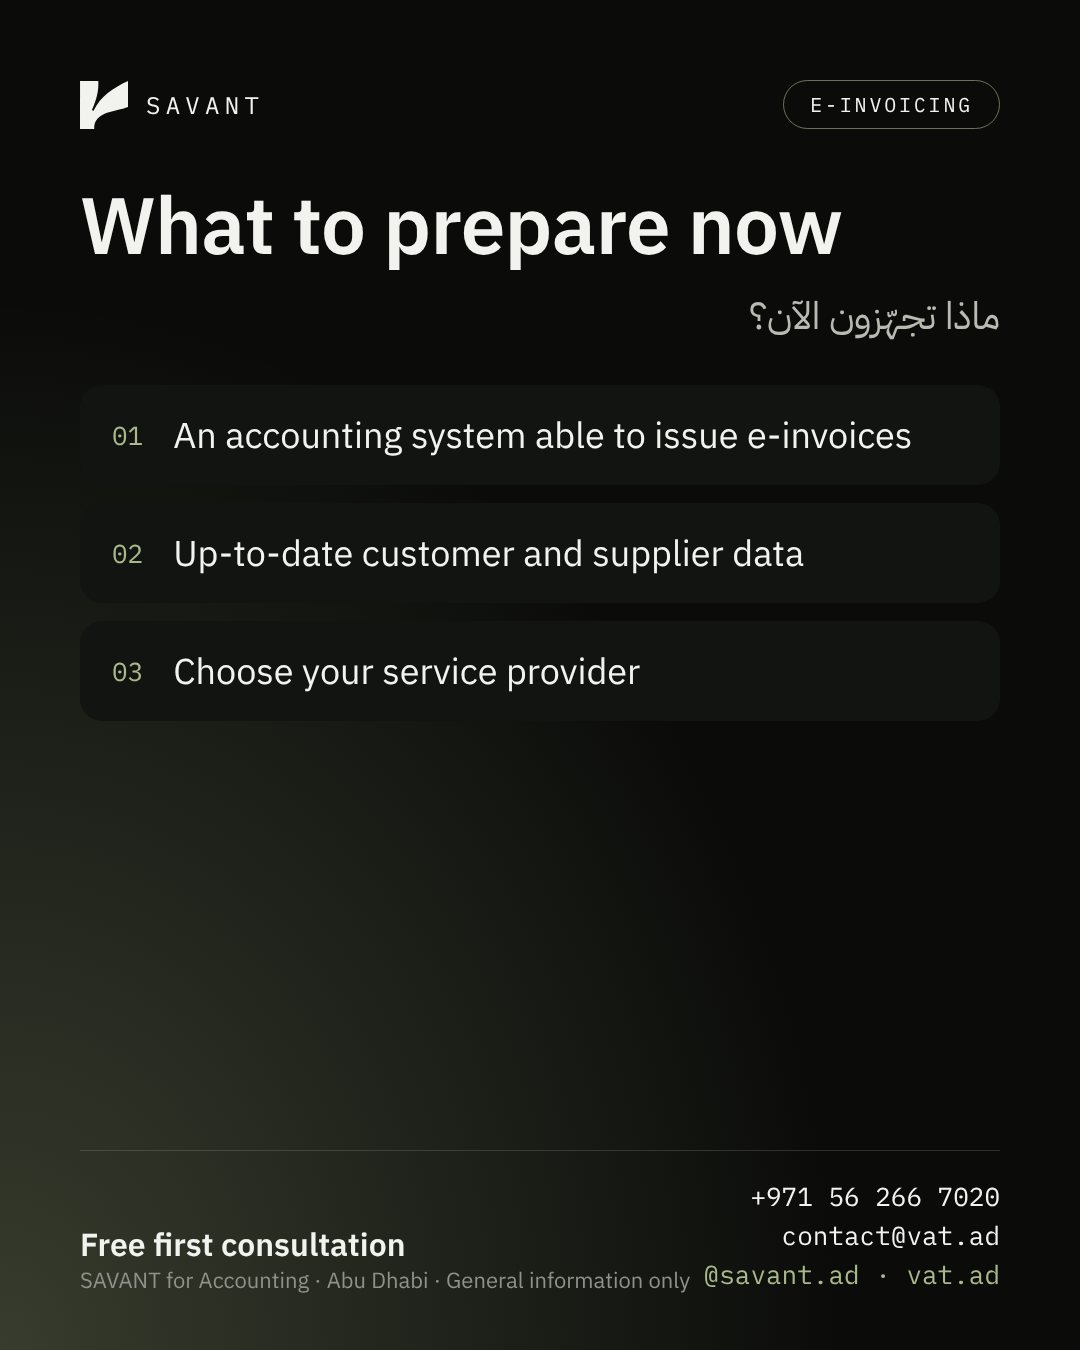 SAVANT
E-INVOICING
What to prepare now
ماذا تجهّزون الآن؟
01 An accounting system able to issue e-invoices
02 Up-to-date customer and supplier data
03 Choose your service provider
+971 56 266 7020
contact@vat.ad
Free first consultation
SAVANT for Accounting · Abu Dhabi · General information only
@savant.ad · vat.ad